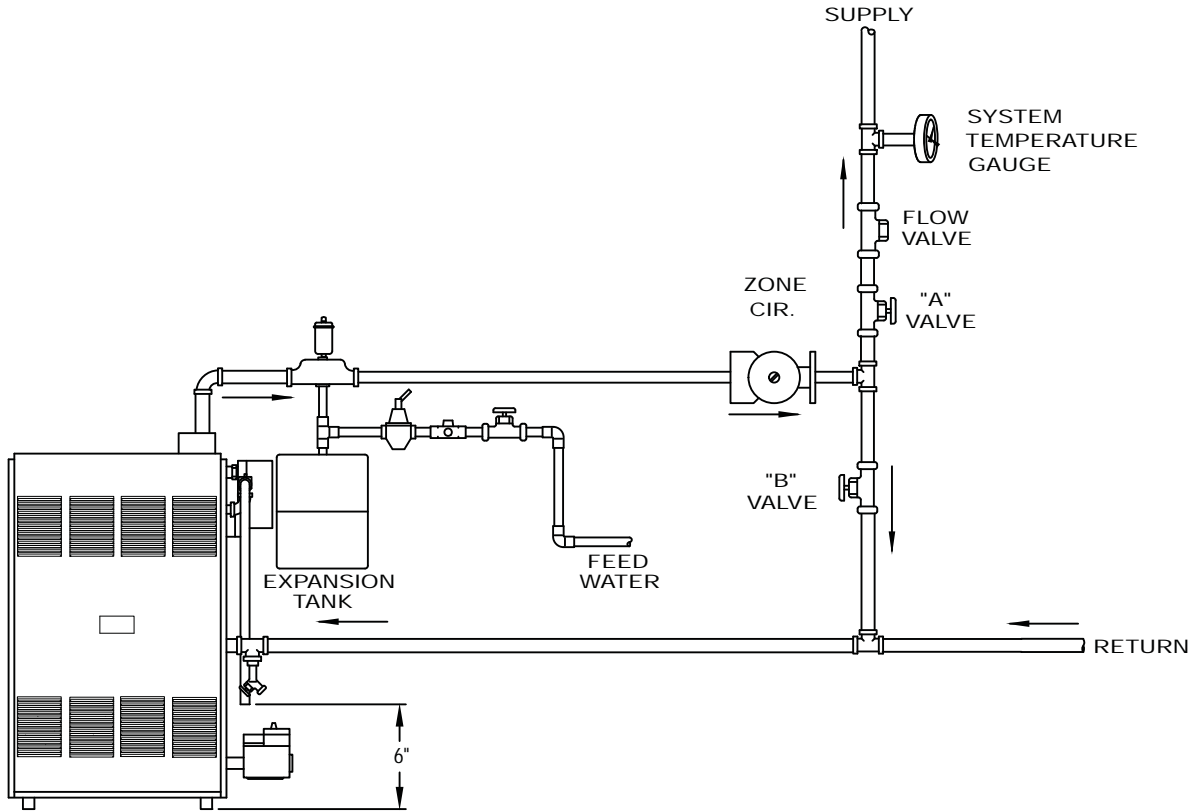 SUPPLY
SYSTEM
TEMPERATURE
GAUGE
FLOW
VALVE
ZONE
CIR.
"A"
VALVE
"B"
VALVE
FEED
WATER
EXPANSION
TANK
RETURN
6"